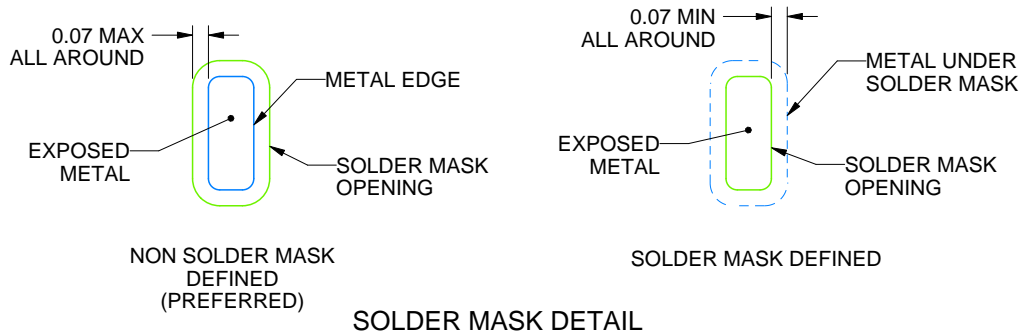 0.07 MAX
ALL AROUND
METAL EDGE
EXPOSED
METAL
SOLDER MASK
OPENING
NON SOLDER MASK
DEFINED
(PREFERRED)
0.07 MIN
ALL AROUND
METAL UNDER
SOLDER MASK
EXPOSED
METAL
SOLDER MASK
OPENING
SOLDER MASK DEFINED
SOLDER MASK DETAIL